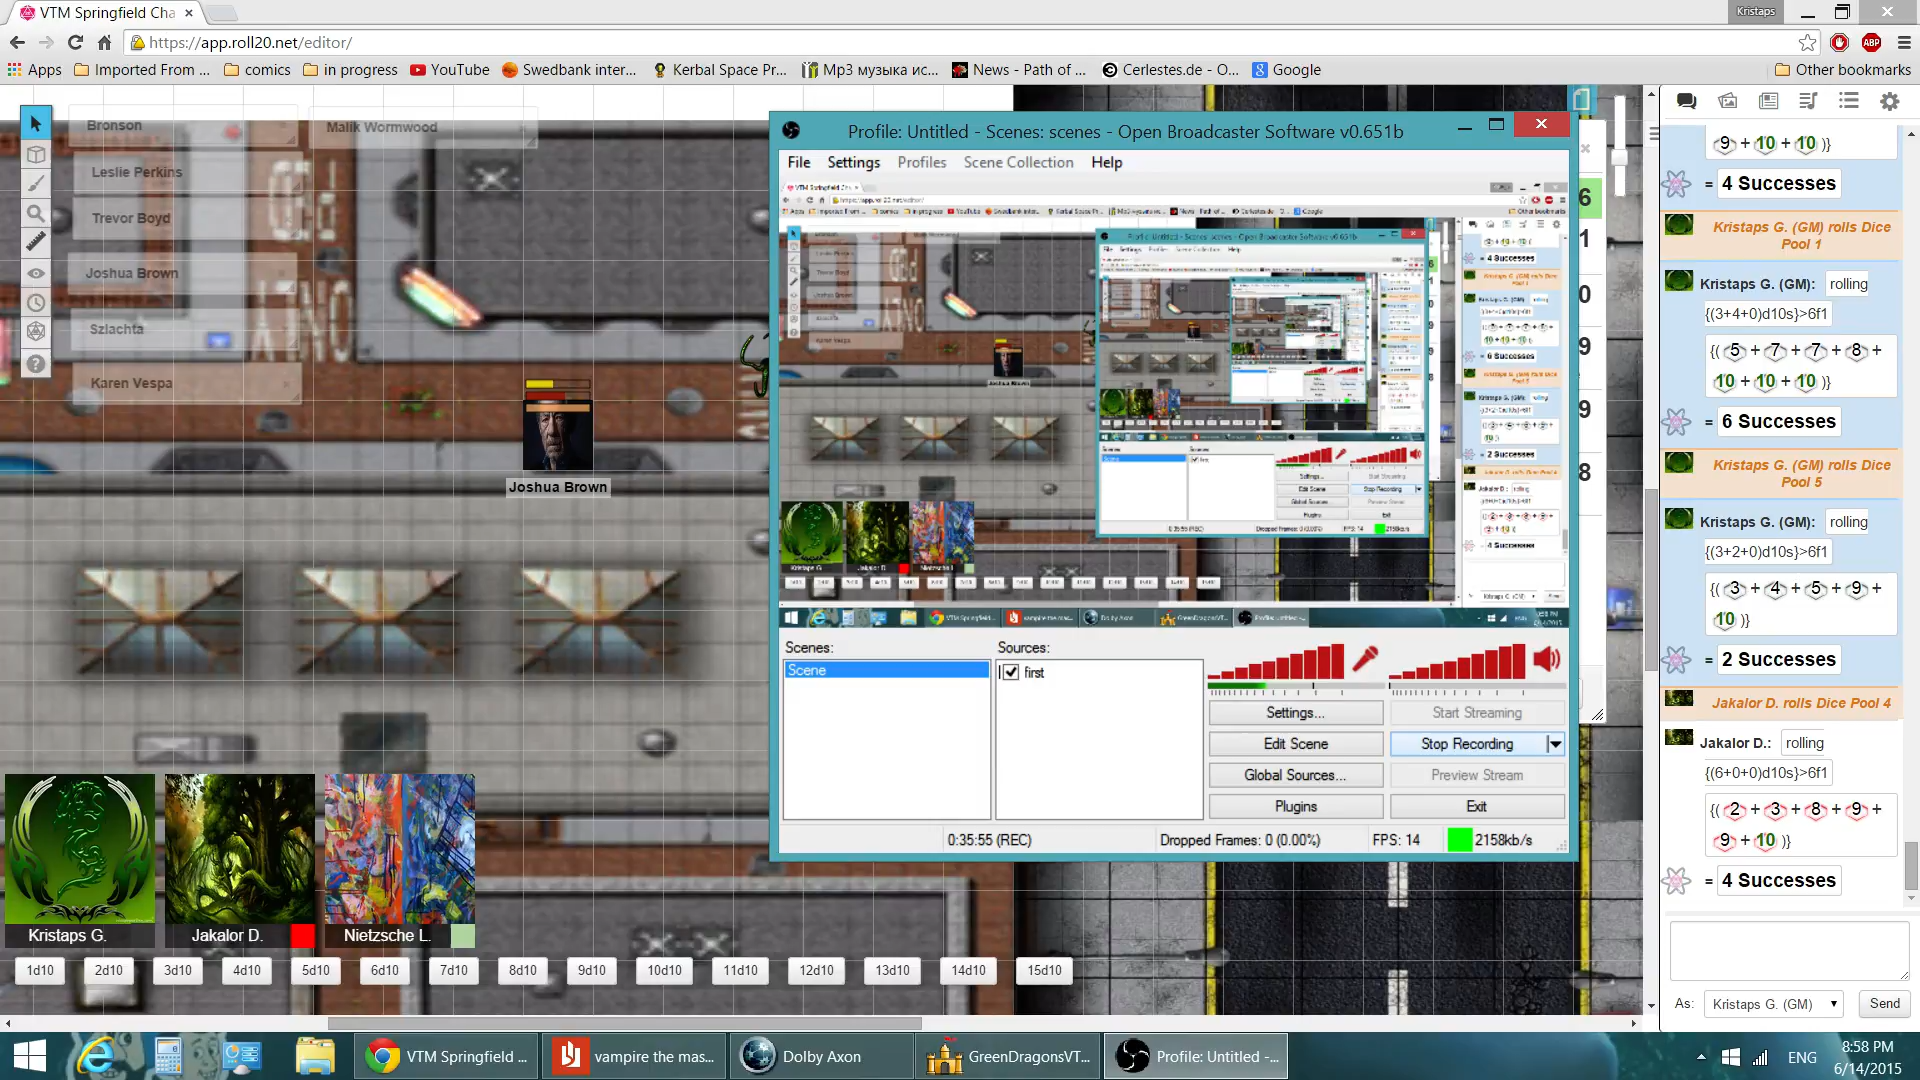 VTM Springfield Cha
Kristaps
https://app.roll20.net/editor/
Apps
Imported From ...
comics
in progress
YouTube
Swedbank inter...
Kerbal Space Pr...
Mp3 музыка ис...
News - Path of ...
Cerlestes.de - O...
Google
Other bookmarks
Bronson
Malik Wormwood
Leslie Perkins
Trevor Boyd
Joshua Brown
Szlachta
Karen Vespa
Joshua Brown
Profile: Untitled - Scenes: scenes - Open Broadcaster Software v0.651b
File Settings Profiles Scene Collection Help
Scenes:
Scene
Sources:
first
Settings...
Start Streaming
Edit Scene
Stop Recording
Global Sources...
Preview Stream
Plugins
Exit
0:35:55 (REC)
Dropped Frames: 0 (0.00%)
FPS: 14
2158kb/s
6
1
0
9
9
8
9 + 10 + 10 )}
= 4 Successes
Kristaps G. (GM) rolls Dice
Pool 1
Kristaps G. (GM): rolling
{(3+4+0)d10s}>6f1
{( 5 + 7 + 7 + 8 +
10 + 10 + 10 )}
= 6 Successes
Kristaps G. (GM) rolls Dice
Pool 5
Kristaps G. (GM): rolling
{(3+2+0)d10s}>6f1
{( 3 + 4 + 5 + 9 +
10 )}
= 2 Successes
Jakalor D. rolls Dice Pool 4
Jakalor D.: rolling
{(6+0+0)d10s}>6f1
{( 2 + 3 + 8 + 9 +
9 + 10 )}
= 4 Successes
As: Kristaps G. (GM)
Send
Kristaps G.
Jakalor D.
Nietzsche L.
1d10 2d10 3d10 4d10 5d10 6d10 7d10 8d10 9d10 10d10 11d10 12d10 13d10 14d10 15d10
VTM Springfield ...
vampire the mas...
Dolby Axon
GreenDragonsVT...
Profile: Untitled -...
ENG
8:58 PM
6/14/2015